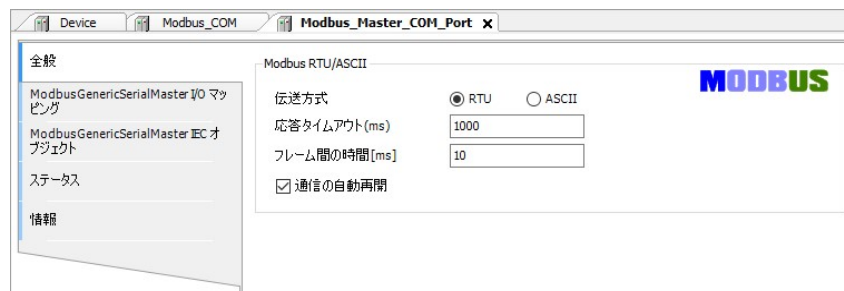 Device
Modbus_COM
Modbus_Master_COM_Port x
全般
ModbusGenericSerialMaster I/O マッ
ピング
ModbusGenericSerialMaster IEC オ
ブジェクト
ステータス
情報
Modbus RTU/ASCII
MODBUS
伝送方式
RTU
ASCII
応答タイムアウト(ms)
1000
フレーム間の時間[ms]
10
通信の自動再開